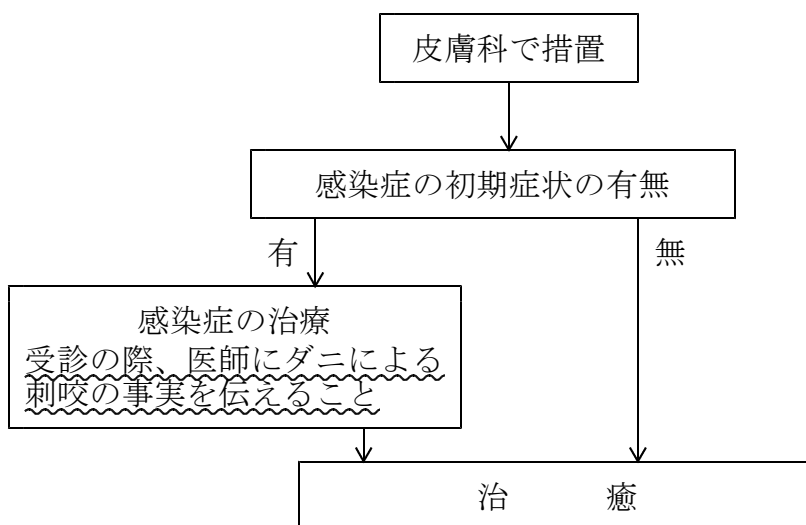 皮膚科で措置
感染症の初期症状の有無
有
無
感染症の治療
受診の際、医師にダニによる
刺咬の事実を伝えること
治　　癒